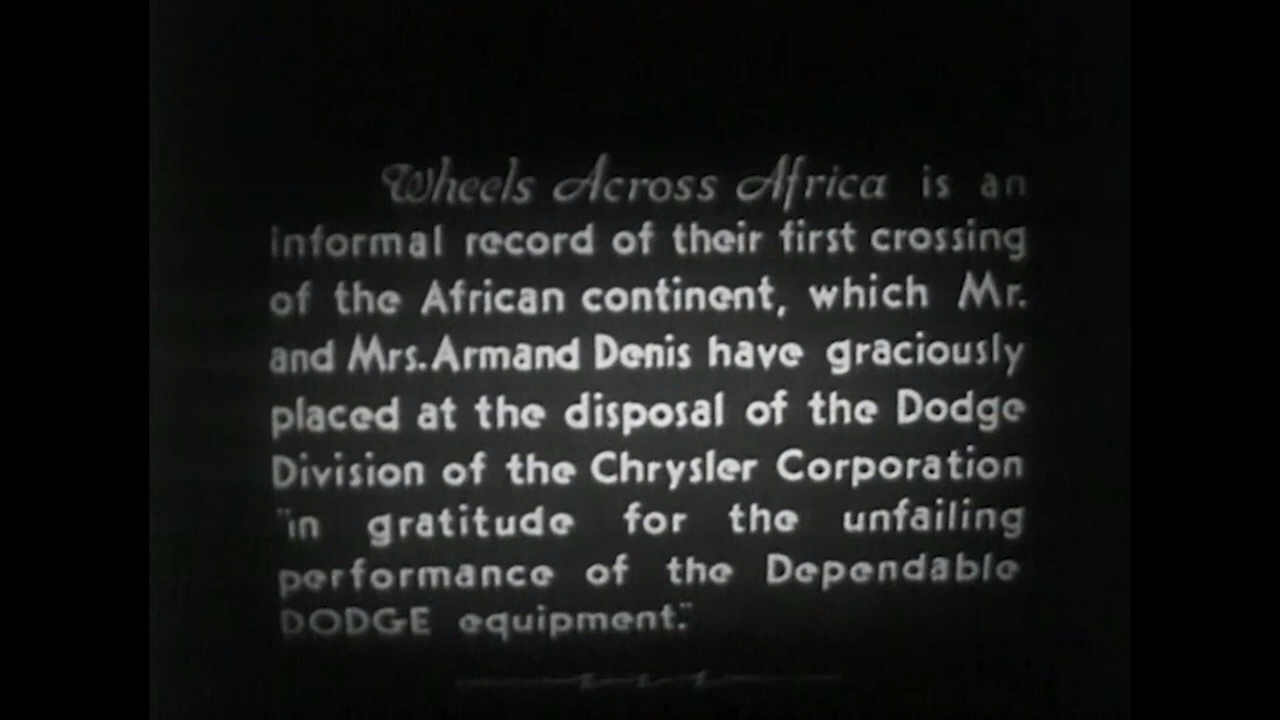 Wheels Across Africa is an
informal record of their first crossing
of the African continent, which Mr.
and Mrs. Armand Denis have graciously
placed at the disposal of the Dodge
Division of the Chrysler Corporation
"in gratitude for the unfailing
performance of the Dependable
DODGE equipment."